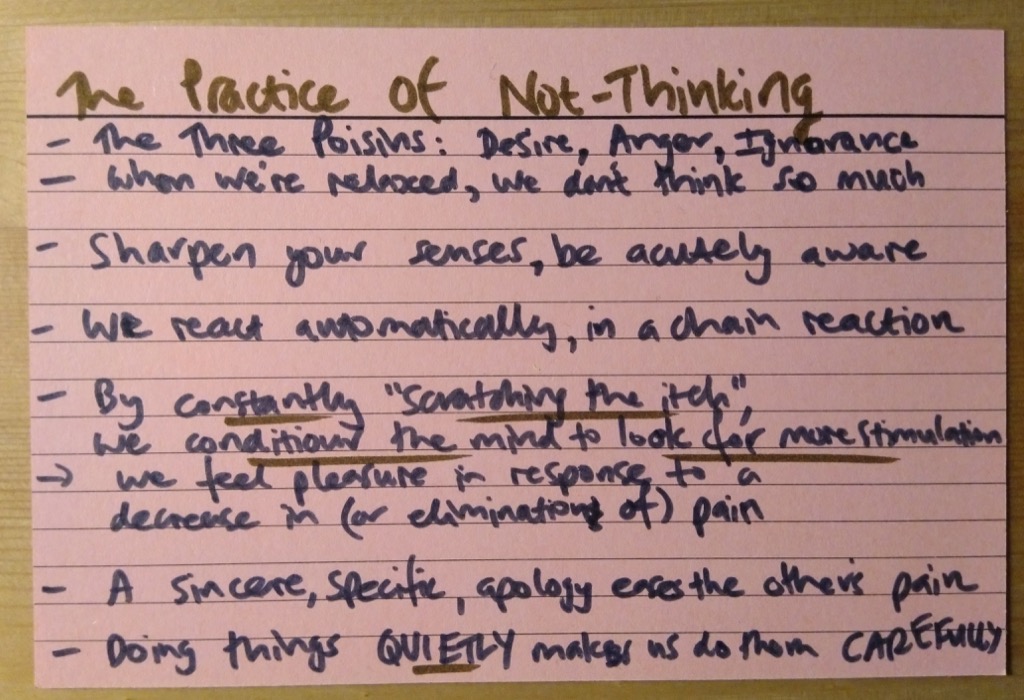 The Practice of Not-Thinking
- The Three Poisins: Desire, Anger, Ignorance
- When we're relaxed, we don't think so much
- Sharpen your senses, be acutely aware
- We react automatically, in a chain reaction
- By constantly "scratching the itch",
we condition the mind to look for more stimulation
→ we feel pleasure in response to a
decrease in (or elimination of) pain
- A sincere, specific, apology eases the other's pain
- Doing things QUIETLY makes us do them CAREFULLY